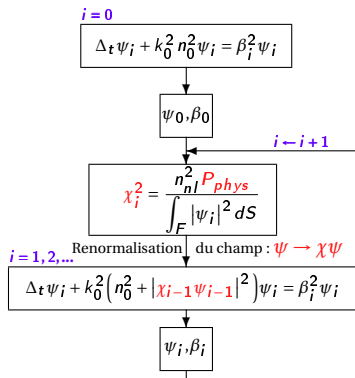 i=0
Δ_t ψ_i + k_0^2 n_0^2 ψ_i = β_i^2 ψ_i
ψ_0, β_0
i ← i + 1
χ_i^2 = n_nl^2 P_phys / ∫_F |ψ_i|^2 dS
Renormalisation du champ : ψ → χψ
i = 1, 2, ...
Δ_t ψ_i + k_0^2 (n_0^2 + |χ_{i-1} ψ_{i-1}|^2) ψ_i = β_i^2 ψ_i
ψ_i, β_i